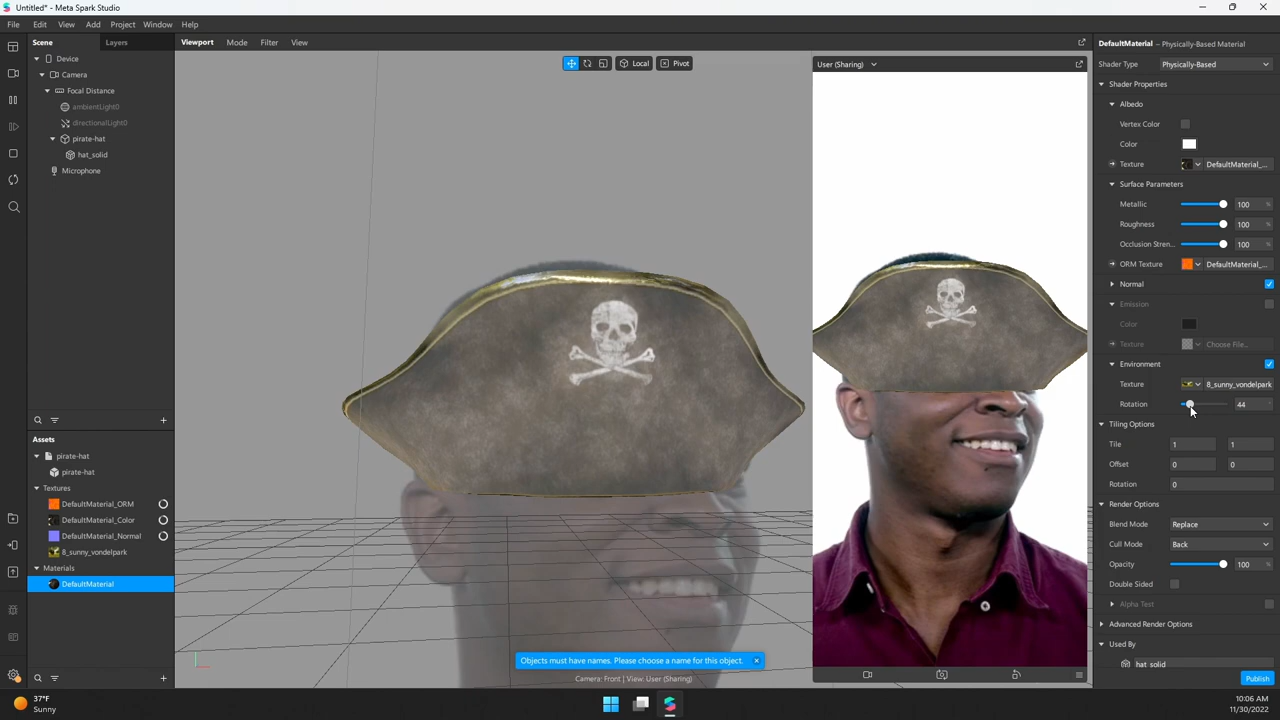 Untitled* - Meta Spark Studio
File Edit View Add Project Window Help
Scene Layers
Device
Camera
Focal Distance
ambientLight0
directionalLight0
pirate-hat
hat_solid
Microphone
Assets
pirate-hat
pirate-hat
Textures
DefaultMaterial_ORM
DefaultMaterial_Color
DefaultMaterial_Normal
8_sunny_vondelpark
Materials
DefaultMaterial
Viewport Mode Filter View
Local Pivot
User (Sharing)
Objects must have names. Please choose a name for this object.
Camera: Front | View: User (Sharing)
DefaultMaterial – Physically-Based Material
Shader Type Physically-Based
Shader Properties
Albedo
Vertex Color
Color
Texture DefaultMaterial_...
Surface Parameters
Metallic 100 %
Roughness 100 %
Occlusion Stren... 100 %
ORM Texture DefaultMaterial_...
Normal
Emission
Color
Texture Choose File...
Environment
Texture 8_sunny_vondelpark
Rotation 44 °
Tiling Options
Tile 1 1
Offset 0 0
Rotation 0
Render Options
Blend Mode Replace
Cull Mode Back
Opacity 100 %
Double Sided
Alpha Test
Advanced Render Options
Used By
hat_solid
Publish
37°F
Sunny
10:06 AM
11/30/2022